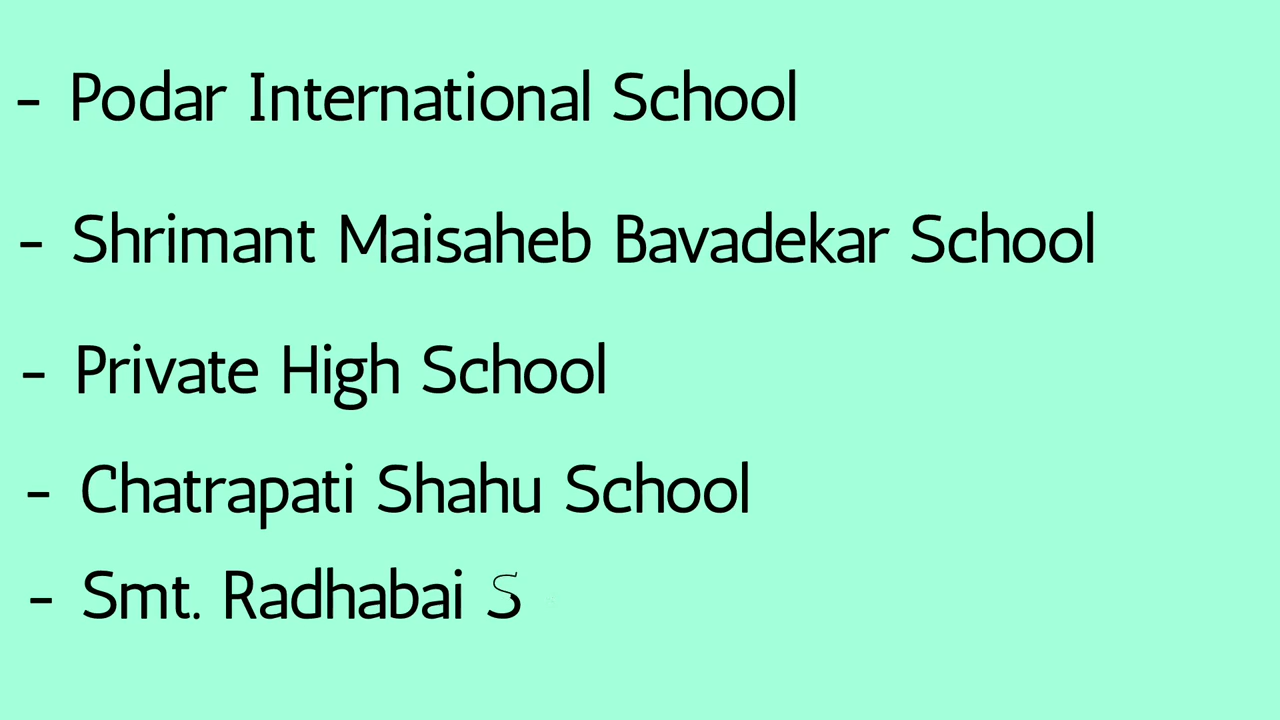 - Podar International School
- Shrimant Maisaheb Bavadekar School
- Private High School
- Chatrapati Shahu School
- Smt. Radhabai S